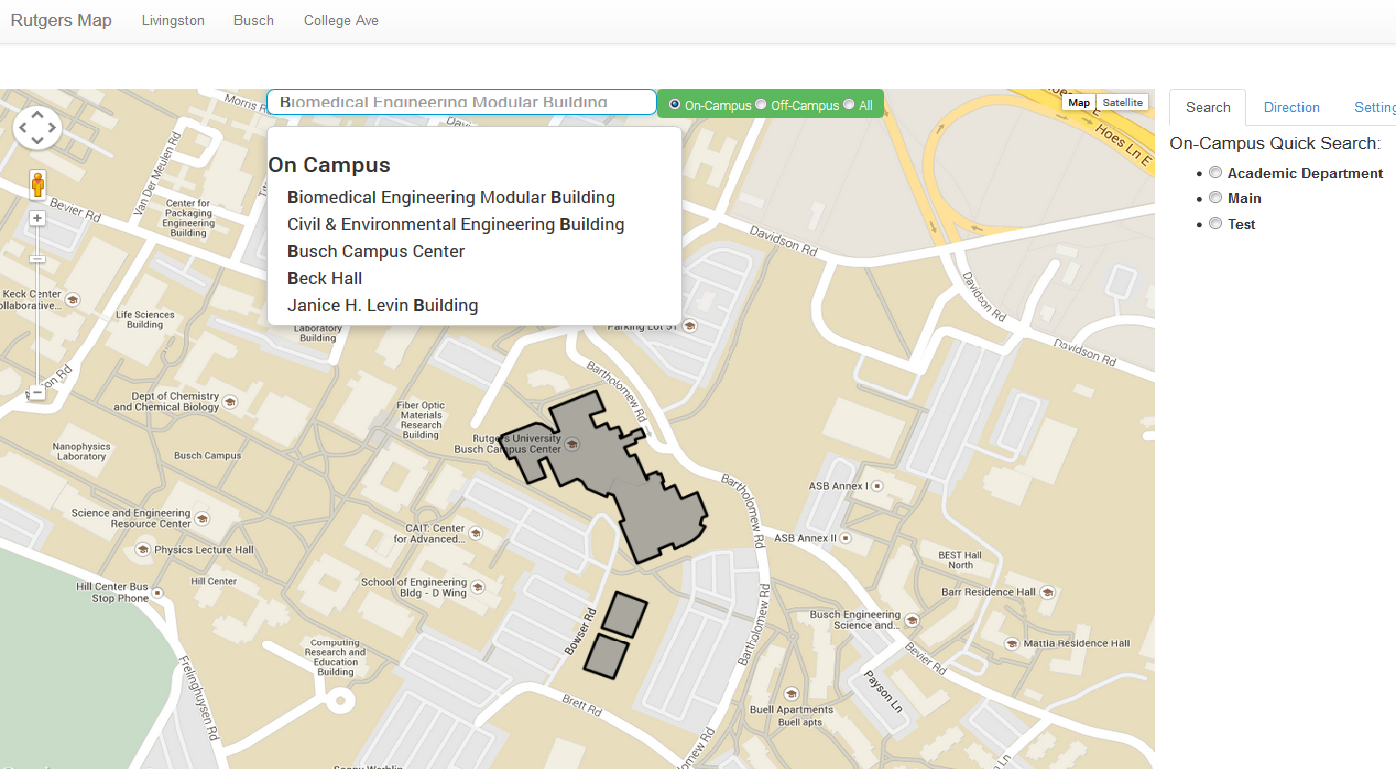 Rutgers Map Livingston Busch College Ave
Biomedical Engineering Modular Building
On-Campus Off-Campus All
Map Satellite
Search Direction Setting
On-Campus Quick Search:
Academic Department
Main
Test
On Campus
Biomedical Engineering Modular Building
Civil & Environmental Engineering Building
Busch Campus Center
Beck Hall
Janice H. Levin Building
Morris R
Van Der Meulen Rd
Bevier Rd
Center for
Packaging
Engineering
Building
Hoes Ln E
Davidson Rd
Davidson Rd
Davidson Rd
Keck Center
Life Sciences
Building
Laboratory
Building
Parking Lot 51
Bartholomew Rd
Dept of Chemistry
and Chemical Biology
Fiber Optic
Materials
Research
Building
Rutgers University
Busch Campus Center
Nanophysics
Laboratory
Busch Campus
Bartholomew Rd
ASB Annex I
Science and Engineering
Resource Center
CAIT: Center
for Advanced...
ASB Annex II
Physics Lecture Hall
BEST Hall
North
Hill Center Bus
Stop Phone
Hill Center
School of Engineering
Bldg - D Wing
Barr Residence Hall
Bowser Rd
Bartholomew Rd
Busch Engineering
Science and...
Mattia Residence Hall
Computing
Research and
Education
Building
Bevier Rd
Frelinghuysen Rd
Payson Ln
Brett Rd
Buell Apartments
Buell apts